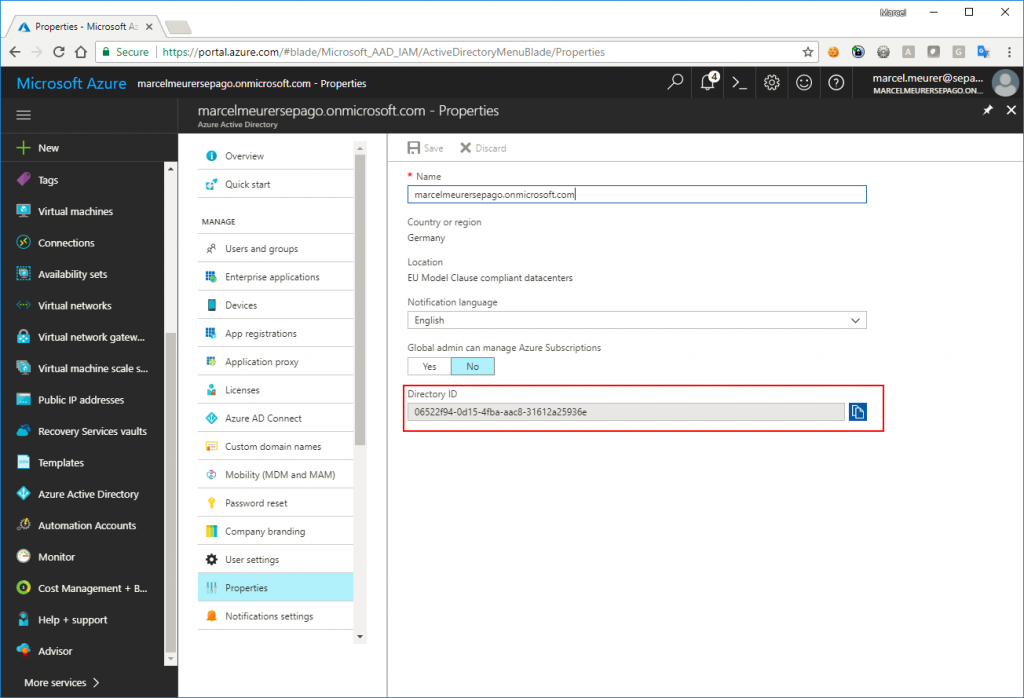 Marcel
Properties - Microsoft Az
Secure https://portal.azure.com/#blade/Microsoft_AAD_IAM/ActiveDirectoryMenuBlade/Properties
Microsoft Azure marcelmeurersepago.onmicrosoft.com - Properties
4
marcel.meurer@sepa...
MARCELMEURERSEPAGO.ON...
marcelmeurersepago.onmicrosoft.com - Properties
Azure Active Directory
New
Tags
Virtual machines
Connections
Availability sets
Virtual networks
Virtual network gatew...
Virtual machine scale s...
Public IP addresses
Recovery Services vaults
Templates
Azure Active Directory
Automation Accounts
Monitor
Cost Management + B...
Help + support
Advisor
More services
Overview
Quick start
MANAGE
Users and groups
Enterprise applications
Devices
App registrations
Application proxy
Licenses
Azure AD Connect
Custom domain names
Mobility (MDM and MAM)
Password reset
Company branding
User settings
Properties
Notifications settings
Save Discard
* Name
marcelmeurersepago.onmicrosoft.com
Country or region
Germany
Location
EU Model Clause compliant datacenters
Notification language
English
Global admin can manage Azure Subscriptions
Yes No
Directory ID
06522f94-0d15-4fba-aac8-31612a25936e